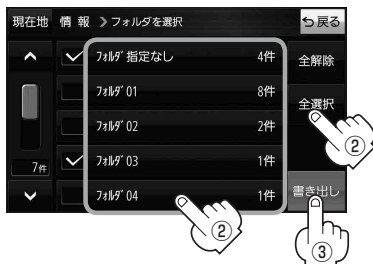 現在地 情 報 ❯フォルダを選択 戻る
フォルダ指定なし 4件 全解除
フォルダ 01 8件
全選択
フォルダ 02 2件
②
フォルダ 03 1件
7件
フォルダ 04 1件 書き出し
②
③